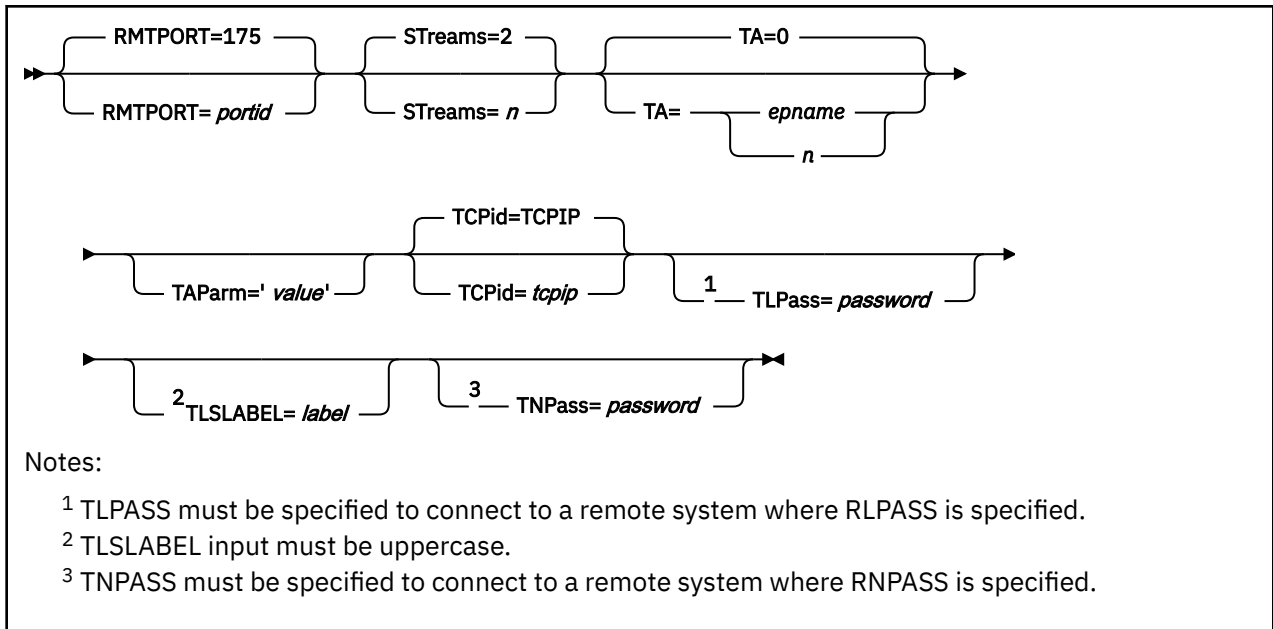 RMTPORT=175 STreams=2 TA=0
RMTPORT= portid STreams= n TA= epname
n
TCPid=TCPIP
TAParm=' value' TCPid= tcpip 1 TLPass= password
2 TLSLABEL= label 3 TNPass= password
Notes:
1 TLPASS must be specified to connect to a remote system where RLPASS is specified.
2 TLSLABEL input must be uppercase.
3 TNPASS must be specified to connect to a remote system where RNPASS is specified.